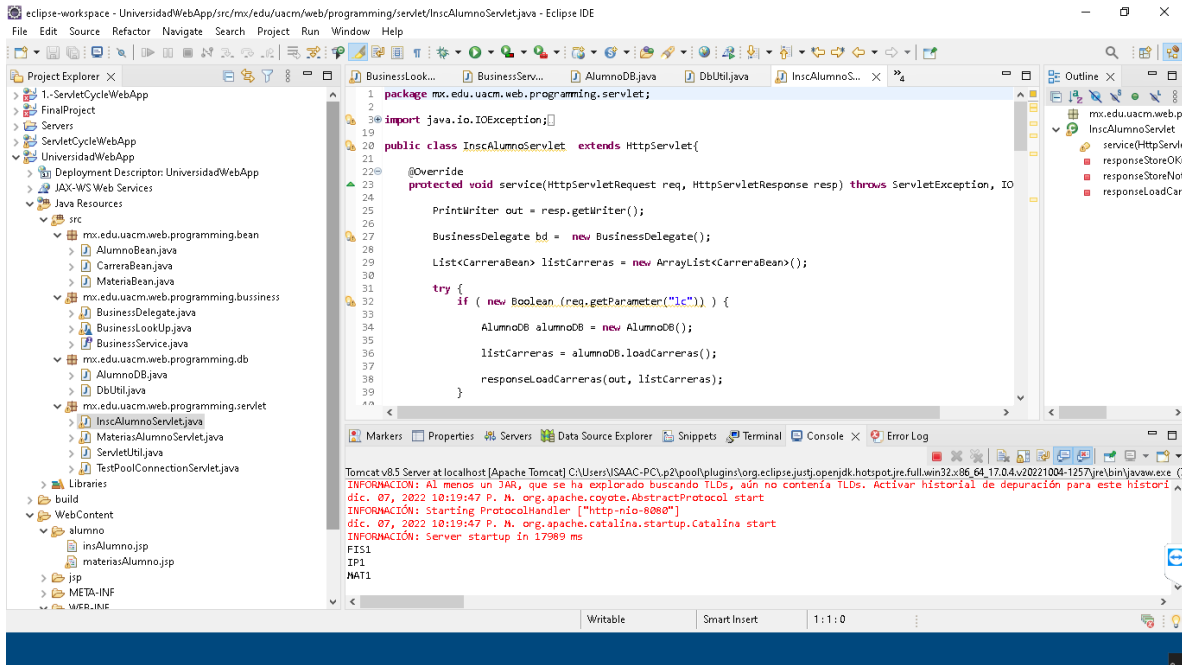 eclipse-workspace - UniversidadWebApp/src/mx/edu/uacm/web/programming/servlet/InscAlumnoServlet.java - Eclipse IDE
File Edit Source Refactor Navigate Search Project Run Window Help
Project Explorer
1.-ServletCycleWebApp
FinalProject
Servers
ServletCycleWebApp
UniversidadWebApp
Deployment Descriptor: UniversidadWebApp
JAX-WS Web Services
Java Resources
src
mx.edu.uacm.web.programming.bean
AlumnoBean.java
CarreraBean.java
MateriaBean.java
mx.edu.uacm.web.programming.bussiness
BusinessDelegate.java
BusinessLookUp.java
BusinessService.java
mx.edu.uacm.web.programming.db
AlumnoDB.java
DbUtil.java
mx.edu.uacm.web.programming.servlet
InscAlumnoServlet.java
MateriasAlumnoServlet.java
ServletUtil.java
TestPoolConnectionServlet.java
Libraries
build
WebContent
alumno
insAlumno.jsp
materiasAlumno.jsp
jsp
META-INF
WEB-INF
BusinessLook... BusinessServ... AlumnoDB.java DbUtil.java InscAlumnoS... »4
1 package mx.edu.uacm.web.programming.servlet;
2
3 import java.io.IOException;
19
20 public class InscAlumnoServlet extends HttpServlet{
21
22 @Override
23 protected void service(HttpServletRequest req, HttpServletResponse resp) throws ServletException, IO
24
25 PrintWriter out = resp.getWriter();
26
27 BusinessDelegate bd = new BusinessDelegate();
28
29 List<CarreraBean> listCarreras = new ArrayList<CarreraBean>();
30
31 try {
32 if ( new Boolean (req.getParameter("lc")) ) {
33
34 AlumnoDB alumnoDB = new AlumnoDB();
35
36 listCarreras = alumnoDB.loadCarreras();
37
38 responseLoadCarreras(out, listCarreras);
39 }
40
Outline
mx.edu.uacm.web.p
InscAlumnoServlet
service(HttpServle
responseStoreOK
responseStoreNot
responseLoadCar
Markers Properties Servers Data Source Explorer Snippets Terminal Console Error Log
Tomcat v8.5 Server at localhost [Apache Tomcat] C:\Users\ISAAC-PC\.p2\pool\plugins\org.eclipse.justj.openjdk.hotspot.jre.full.win32.x86_64_17.0.4.v20221004-1257\jre\bin\javaw.exe (7
INFORMACIÓN: Al menos un JAR, que se ha explorado buscando TLDs, aún no contenía TLDs. Activar historial de depuración para este histori
dic. 07, 2022 10:19:47 P. M. org.apache.coyote.AbstractProtocol start
INFORMACIÓN: Starting ProtocolHandler ["http-nio-8080"]
dic. 07, 2022 10:19:47 P. M. org.apache.catalina.startup.Catalina start
INFORMACIÓN: Server startup in 17989 ms
FIS1
IP1
MAT1
Writable Smart Insert 1:1:0